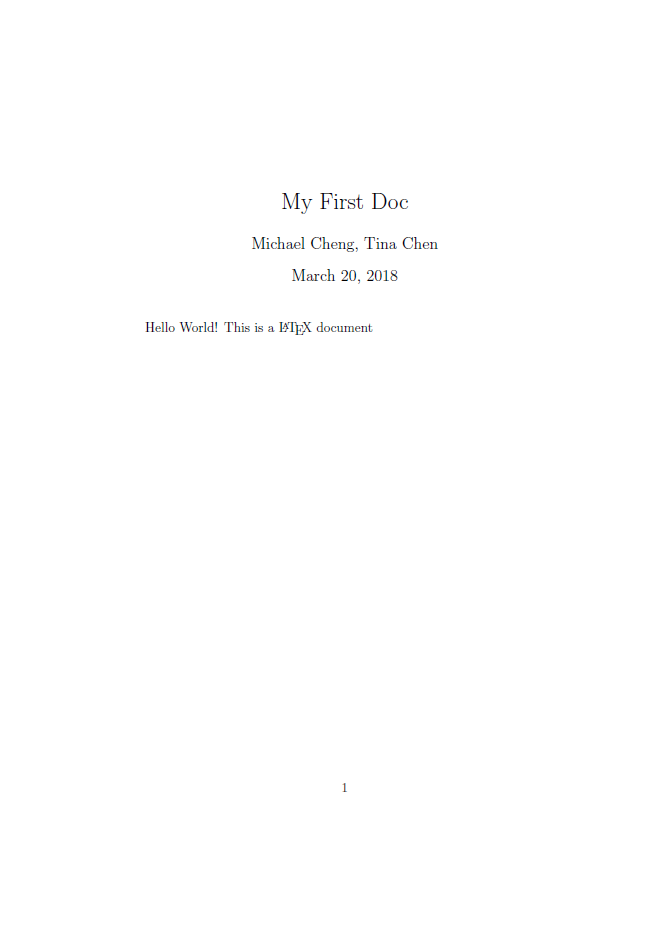 My First Doc
Michael Cheng, Tina Chen
March 20, 2018
Hello World! This is a LATEX document
1